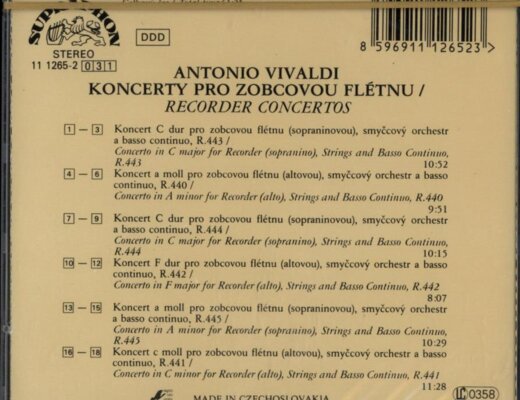 SUPRAPHON
DDD
STEREO
11 1265-2 031
8 596911 126523
ANTONIO VIVALDI
KONCERTY PRO ZOBCOVOU FLÉTNU /
RECORDER CONCERTOS
1 – 3 Koncert C dur pro zobcovou flétnu (sopraninovou), smyčcový orchestr
a basso continuo, R.443 /
Concerto in C major for Recorder (sopranino), Strings and Basso Continuo,
R.443 10:52
4 – 6 Koncert a moll pro zobcovou flétnu (altovou), smyčcový orchestr a basso
continuo, R.440 /
Concerto in A minor for Recorder (alto), Strings and Basso Continuo, R.440
9:51
7 – 9 Koncert C dur pro zobcovou flétnu (sopraninovou), smyčcový orchestr
a basso continuo, R.444 /
Concerto in C major for Recorder (sopranino), Strings and Basso Continuo,
R.444 10:15
10 – 12 Koncert F dur pro zobcovou flétnu (altovou), smyčcový orchestr a basso
continuo, R.442 /
Concerto in F major for Recorder (alto), Strings and Basso Continuo, R.442
8:07
13 – 15 Koncert a moll pro zobcovou flétnu (sopraninovou), smyčcový orchestr
a basso continuo, R.445 /
Concerto in A minor for Recorder (sopranino), Strings and Basso Continuo,
R.445 10:29
16 – 18 Koncert c moll pro zobcovou flétnu (altovou), smyčcový orchestr a basso
continuo, R.441 /
Concerto in C minor for Recorder (alto), Strings and Basso Continuo, R.441
11:28
MADE IN CZECHOSLOVAKIA
LC 0358